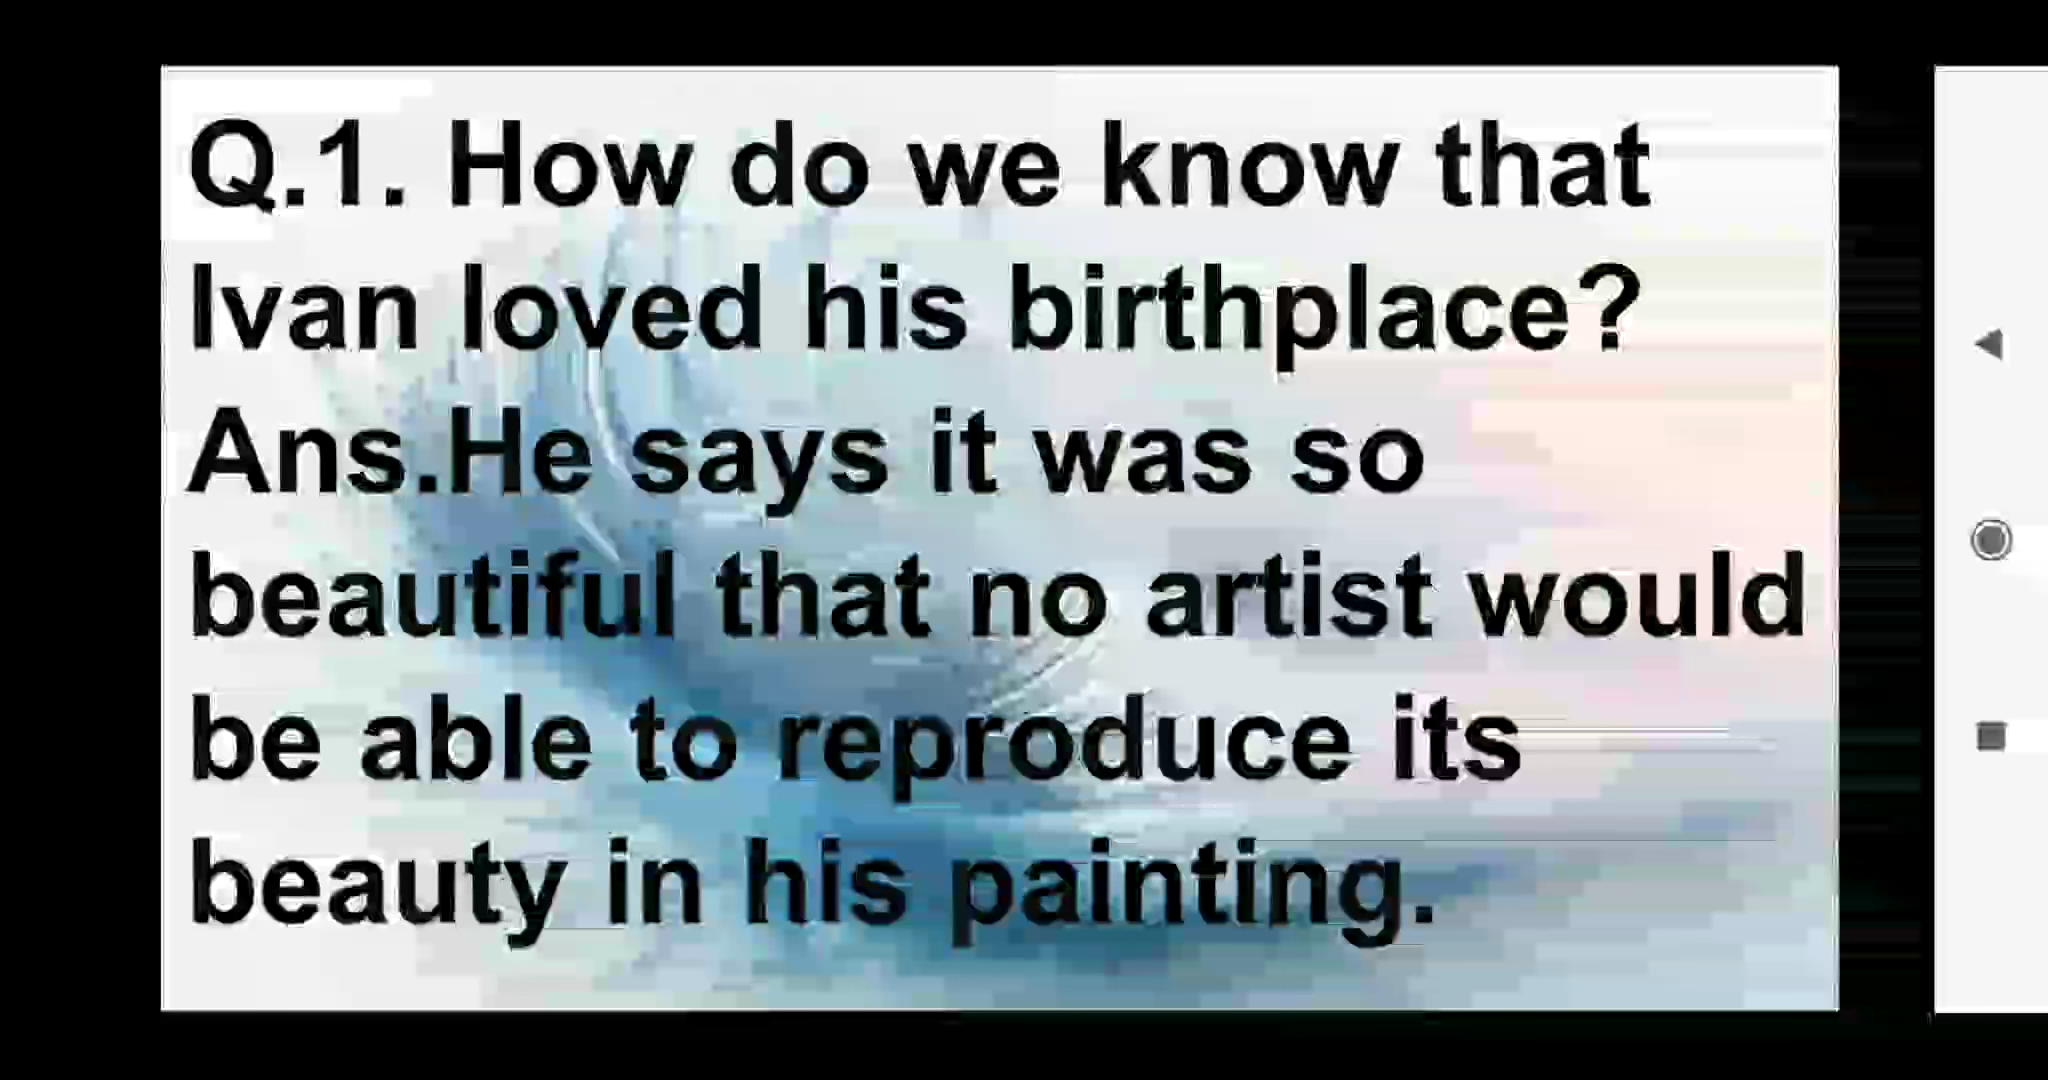 Q.1. How do we know that
Ivan loved his birthplace?
Ans.He says it was so
beautiful that no artist would
be able to reproduce its
beauty in his painting.